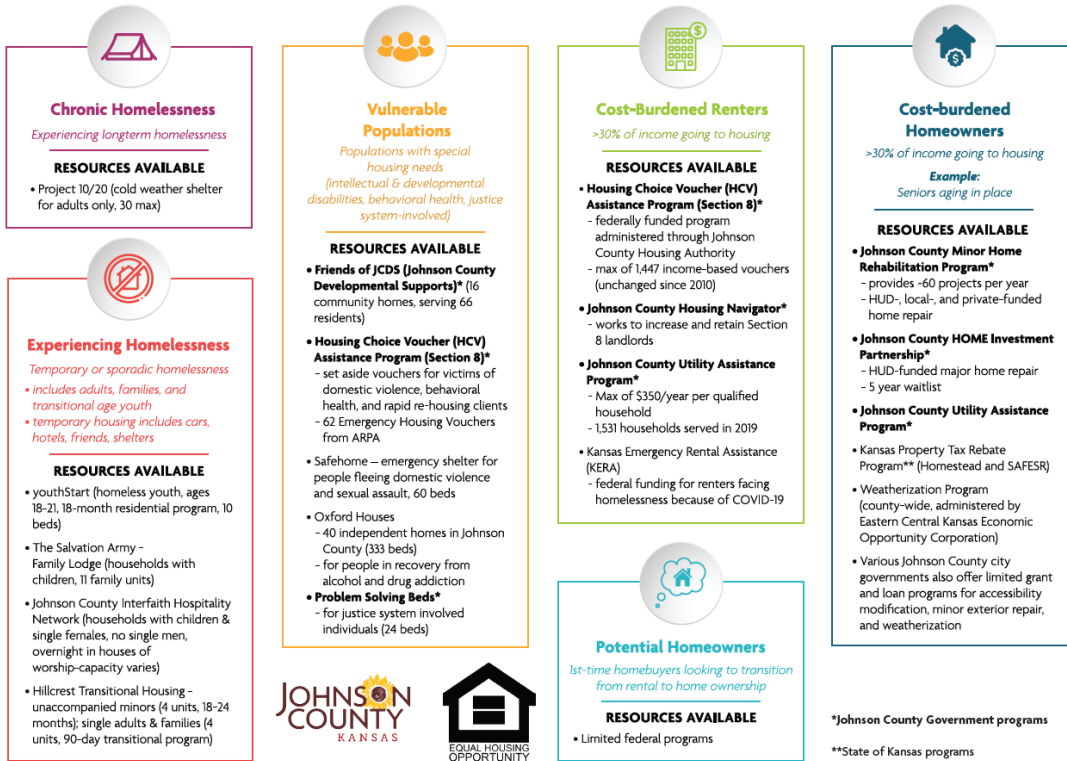 Chronic Homelessness
Experiencing longterm homelessness
RESOURCES AVAILABLE
• Project 10/20 (cold weather shelter
for adults only, 30 max)
Experiencing Homelessness
Temporary or sporadic homelessness
• includes adults, families, and
transitional age youth
• temporary housing includes cars,
hotels, friends, shelters
RESOURCES AVAILABLE
• youthStart (homeless youth, ages
18-21, 18-month residential program, 10
beds)
• The Salvation Army -
Family Lodge (households with
children, 11 family units)
• Johnson County Interfaith Hospitality
Network (households with children &
single females, no single men,
overnight in houses of
worship-capacity varies)
• Hillcrest Transitional Housing -
unaccompanied minors (4 units, 18-24
months); single adults & families (4
units, 90-day transitional program)
Vulnerable
Populations
Populations with special
housing needs
(intellectual & developmental
disabilities, behavioral health, justice
system-involved)
RESOURCES AVAILABLE
• Friends of JCDS (Johnson County
Developmental Supports)* (16
community homes, serving 66
residents)
• Housing Choice Voucher (HCV)
Assistance Program (Section 8)*
- set aside vouchers for victims of
domestic violence, behavioral
health, and rapid re-housing clients
- 62 Emergency Housing Vouchers
from ARPA
• Safehome – emergency shelter for
people fleeing domestic violence
and sexual assault, 60 beds
• Oxford Houses
- 40 independent homes in Johnson
County (333 beds)
- for people in recovery from
alcohol and drug addiction
• Problem Solving Beds*
- for justice system involved
individuals (24 beds)
JOHNSON
COUNTY
KANSAS
EQUAL HOUSING
OPPORTUNITY
$
Cost-Burdened Renters
>30% of income going to housing
RESOURCES AVAILABLE
• Housing Choice Voucher (HCV)
Assistance Program (Section 8)*
- federally funded program
administered through Johnson
County Housing Authority
- max of 1,447 income-based vouchers
(unchanged since 2010)
• Johnson County Housing Navigator*
- works to increase and retain Section
8 landlords
• Johnson County Utility Assistance
Program*
- Max of $350/year per qualified
household
- 1,531 households served in 2019
• Kansas Emergency Rental Assistance
(KERA)
- federal funding for renters facing
homelessness because of COVID-19
Potential Homeowners
1st-time homebuyers looking to transition
from rental to home ownership
RESOURCES AVAILABLE
• Limited federal programs
$
Cost-burdened
Homeowners
>30% of income going to housing
Example:
Seniors aging in place
RESOURCES AVAILABLE
• Johnson County Minor Home
Rehabilitation Program*
- provides ~60 projects per year
- HUD-, local-, and private-funded
home repair
• Johnson County HOME Investment
Partnership*
- HUD-funded major home repair
- 5 year waitlist
• Johnson County Utility Assistance
Program*
• Kansas Property Tax Rebate
Program** (Homestead and SAFESR)
• Weatherization Program
(county-wide, administered by
Eastern Central Kansas Economic
Opportunity Corporation)
• Various Johnson County city
governments also offer limited grant
and loan programs for accessibility
modification, minor exterior repair,
and weatherization
*Johnson County Government programs
**State of Kansas programs